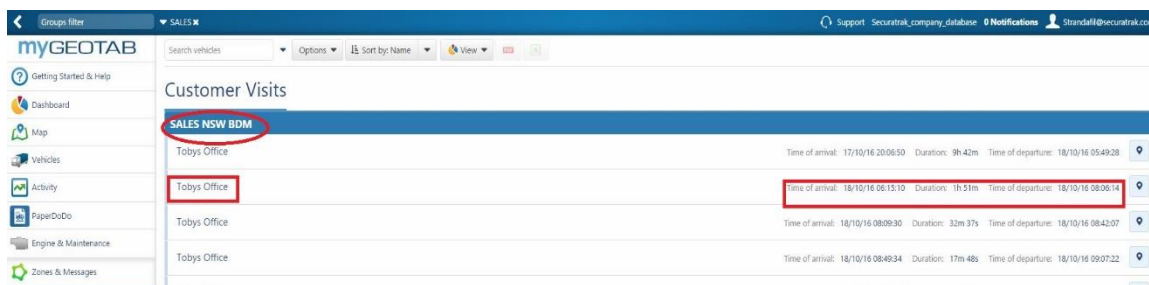 Groups filter SALES Support Securatrak_company_database 0 Notifications Strandafil@securatrak.co
myGEOTAB
Search vehicles Options Sort by: Name View
Getting Started & Help
Customer Visits
Dashboard
SALES NSW BDM
Map
Tobys Office Time of arrival: 17/10/16 20:06:50 Duration: 9h 42m Time of departure: 18/10/16 05:49:28
Vehicles
Activity
Tobys Office Time of arrival: 18/10/16 06:15:10 Duration: 1h 51m Time of departure: 18/10/16 08:06:14
PaperDoDo
Tobys Office Time of arrival: 18/10/16 08:09:30 Duration: 32m 37s Time of departure: 18/10/16 08:42:07
Engine & Maintenance
Tobys Office Time of arrival: 18/10/16 08:49:34 Duration: 17m 48s Time of departure: 18/10/16 09:07:22
Zones & Messages